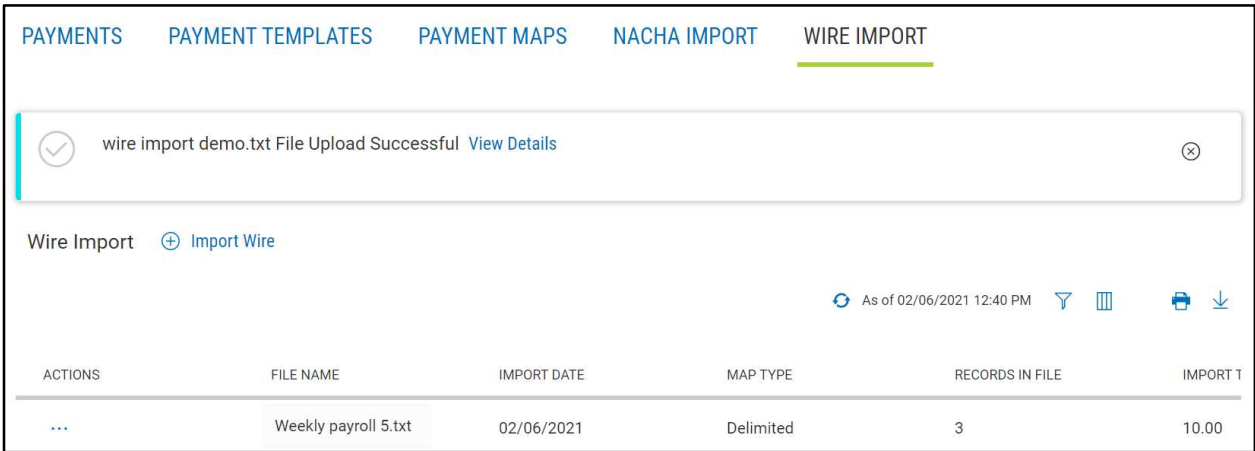 PAYMENTS PAYMENT TEMPLATES PAYMENT MAPS NACHA IMPORT WIRE IMPORT
wire import demo.txt File Upload Successful View Details
Wire Import Import Wire
As of 02/06/2021 12:40 PM
ACTIONS FILE NAME IMPORT DATE MAP TYPE RECORDS IN FILE IMPORT T
... Weekly payroll 5.txt 02/06/2021 Delimited 3 10.00